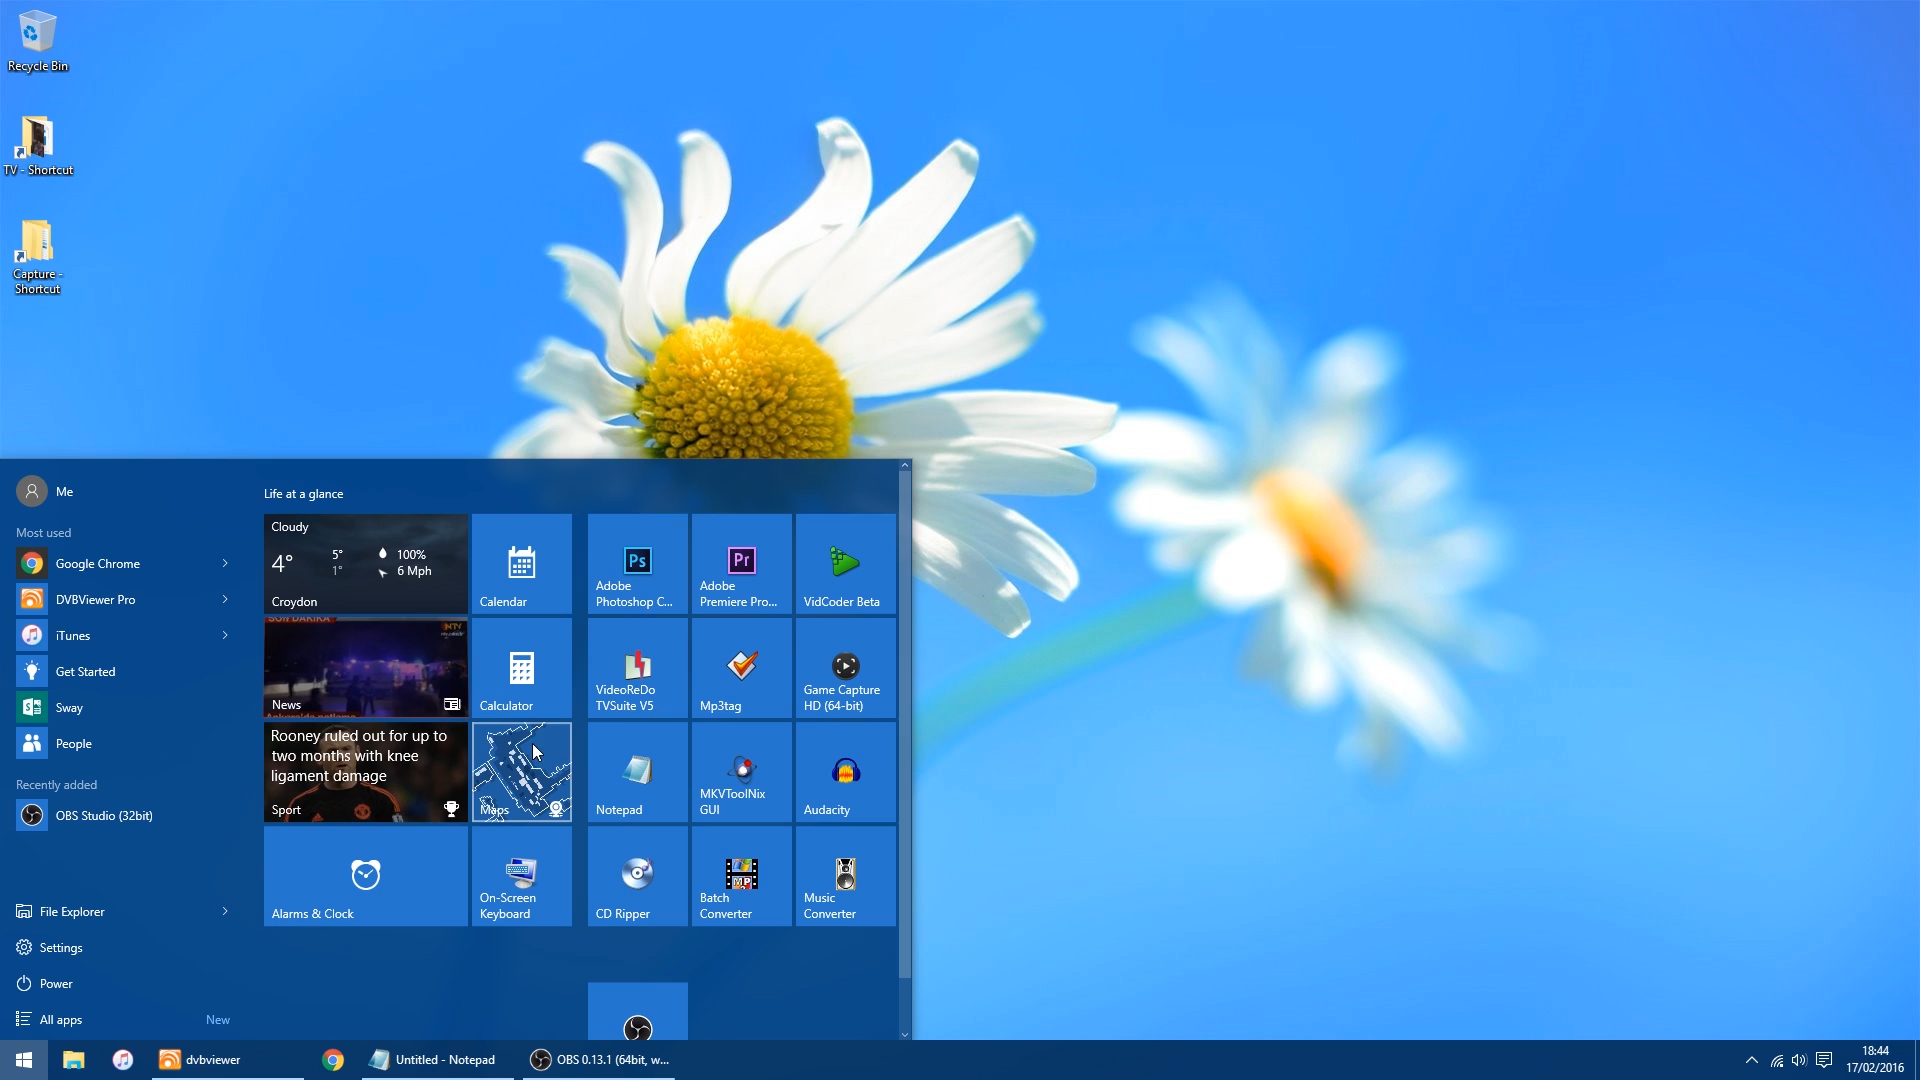 Recycle Bin
TV - Shortcut
Capture -
Shortcut
Me
Most used
Google Chrome
DVBViewer Pro
iTunes
Get Started
Sway
People
Recently added
OBS Studio (32bit)
File Explorer
Settings
Power
All apps
New
Life at a glance
Cloudy
4°
5°
1°
100%
6 Mph
Croydon
Calendar
Ps
Adobe
Photoshop C...
Pr
Adobe
Premiere Pro...
VidCoder Beta
SON DAKIKA
NTV
News
Calculator
VideoReDo
TVSuite V5
Mp3tag
Game Capture
HD (64-bit)
Rooney ruled out for up to
two months with knee
ligament damage
Sport
Maps
Notepad
MKVToolNix
GUI
Audacity
Alarms & Clock
On-Screen
Keyboard
CD Ripper
Batch
Converter
Music
Converter
dvbviewer
Untitled - Notepad
OBS 0.13.1 (64bit, w...
18:44
17/02/2016